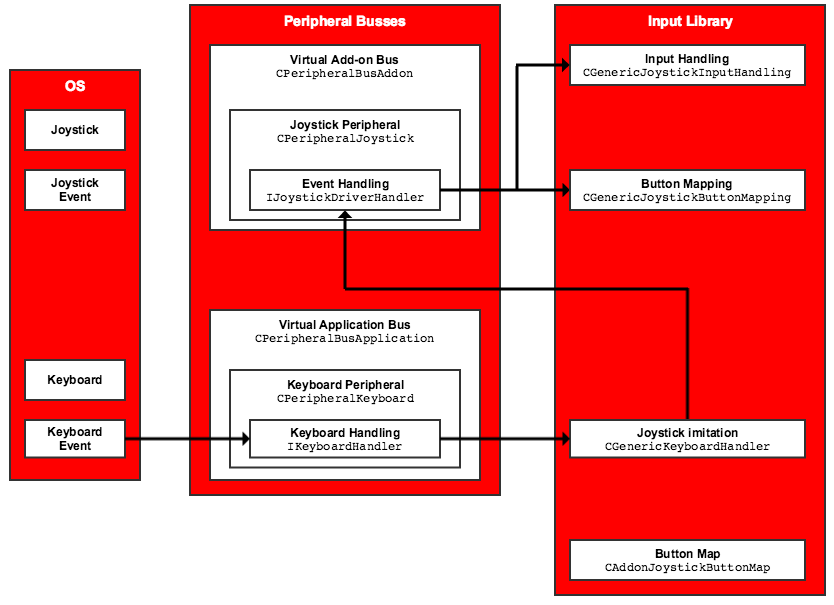 OS
Joystick
Joystick
Event
Keyboard
Keyboard
Event
Peripheral Busses
Virtual Add-on Bus
CPeripheralBusAddon
Joystick Peripheral
CPeripheralJoystick
Event Handling
IJoystickDriverHandler
Virtual Application Bus
CPeripheralBusApplication
Keyboard Peripheral
CPeripheralKeyboard
Keyboard Handling
IKeyboardHandler
Input Library
Input Handling
CGenericJoystickInputHandling
Button Mapping
CGenericJoystickButtonMapping
Joystick imitation
CGenericKeyboardHandler
Button Map
CAddonJoystickButtonMap